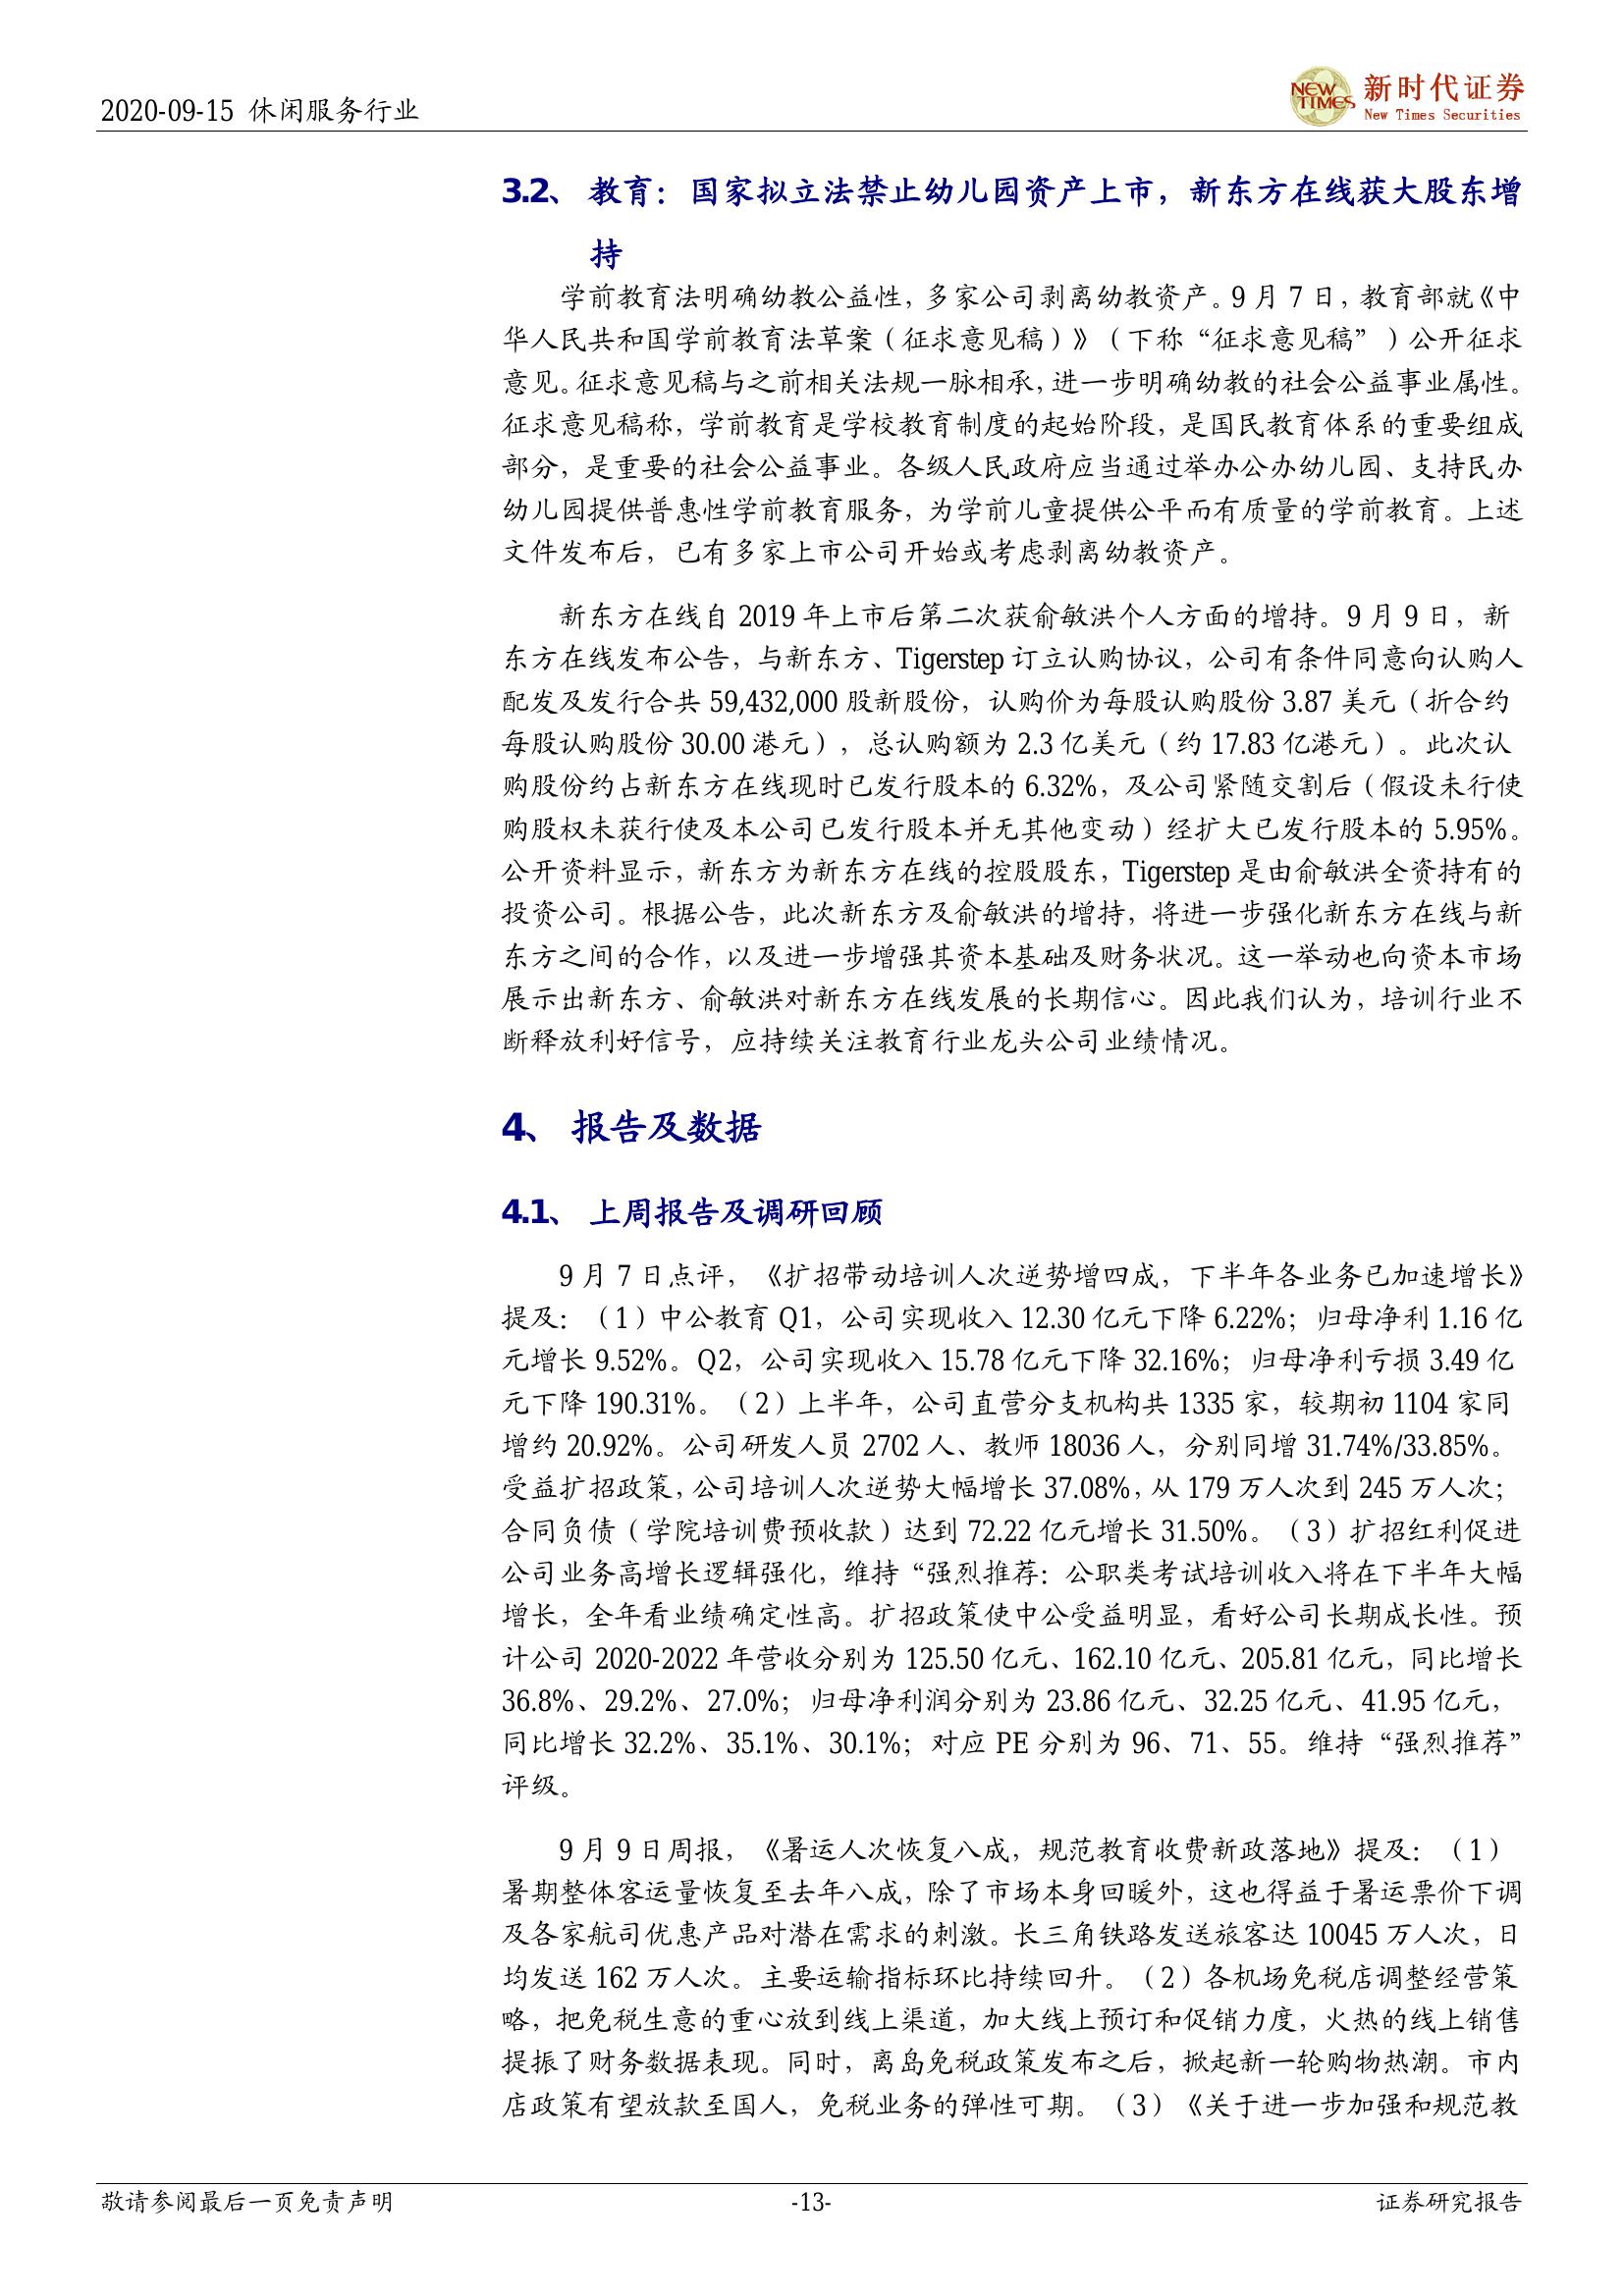 2020-09-15 休闲服务行业
NEW TIMES 新时代证券
New Times Securities
3.2、 教育：国家拟立法禁止幼儿园资产上市，新东方在线获大股东增
持
学前教育法明确幼教公益性，多家公司剥离幼教资产。9 月 7 日，教育部就《中
华人民共和国学前教育法草案（征求意见稿）》（下称“征求意见稿”）公开征求
意见。征求意见稿与之前相关法规一脉相承，进一步明确幼教的社会公益事业属性。
征求意见稿称，学前教育是学校教育制度的起始阶段，是国民教育体系的重要组成
部分，是重要的社会公益事业。各级人民政府应当通过举办公办幼儿园、支持民办
幼儿园提供普惠性学前教育服务，为学前儿童提供公平而有质量的学前教育。上述
文件发布后，已有多家上市公司开始或考虑剥离幼教资产。
新东方在线自 2019 年上市后第二次获俞敏洪个人方面的增持。9 月 9 日，新
东方在线发布公告，与新东方、Tigerstep 订立认购协议，公司有条件同意向认购人
配发及发行合共 59,432,000 股新股份，认购价为每股认购股份 3.87 美元（折合约
每股认购股份 30.00 港元），总认购额为 2.3 亿美元（约 17.83 亿港元）。此次认
购股份约占新东方在线现时已发行股本的 6.32%，及公司紧随交割后（假设未行使
购股权未获行使及本公司已发行股本并无其他变动）经扩大已发行股本的 5.95%。
公开资料显示，新东方为新东方在线的控股股东，Tigerstep 是由俞敏洪全资持有的
投资公司。根据公告，此次新东方及俞敏洪的增持，将进一步强化新东方在线与新
东方之间的合作，以及进一步增强其资本基础及财务状况。这一举动也向资本市场
展示出新东方、俞敏洪对新东方在线发展的长期信心。因此我们认为，培训行业不
断释放利好信号，应持续关注教育行业龙头公司业绩情况。
4、 报告及数据
4.1、 上周报告及调研回顾
9 月 7 日点评，《扩招带动培训人次逆势增四成，下半年各业务已加速增长》
提及：（1）中公教育 Q1，公司实现收入 12.30 亿元下降 6.22%；归母净利 1.16 亿
元增长 9.52%。Q2，公司实现收入 15.78 亿元下降 32.16%；归母净利亏损 3.49 亿
元下降 190.31%。（2）上半年，公司直营分支机构共 1335 家，较期初 1104 家同
增约 20.92%。公司研发人员 2702 人、教师 18036 人，分别同增 31.74%/33.85%。
受益扩招政策，公司培训人次逆势大幅增长 37.08%，从 179 万人次到 245 万人次；
合同负债（学院培训费预收款）达到 72.22 亿元增长 31.50%。（3）扩招红利促进
公司业务高增长逻辑强化，维持“强烈推荐：公职类考试培训收入将在下半年大幅
增长，全年看业绩确定性高。扩招政策使中公受益明显，看好公司长期成长性。预
计公司 2020-2022 年营收分别为 125.50 亿元、162.10 亿元、205.81 亿元，同比增长
36.8%、29.2%、27.0%；归母净利润分别为 23.86 亿元、32.25 亿元、41.95 亿元，
同比增长 32.2%、35.1%、30.1%；对应 PE 分别为 96、71、55。维持“强烈推荐”
评级。
9 月 9 日周报，《暑运人次恢复八成，规范教育收费新政落地》提及：（1）
暑期整体客运量恢复至去年八成，除了市场本身回暖外，这也得益于暑运票价下调
及各家航司优惠产品对潜在需求的刺激。长三角铁路发送旅客达 10045 万人次，日
均发送 162 万人次。主要运输指标环比持续回升。（2）各机场免税店调整经营策
略，把免税生意的重心放到线上渠道，加大线上预订和促销力度，火热的线上销售
提振了财务数据表现。同时，离岛免税政策发布之后，掀起新一轮购物热潮。市内
店政策有望放款至国人，免税业务的弹性可期。（3）《关于进一步加强和规范教
敬请参阅最后一页免责声明
-13-
证券研究报告